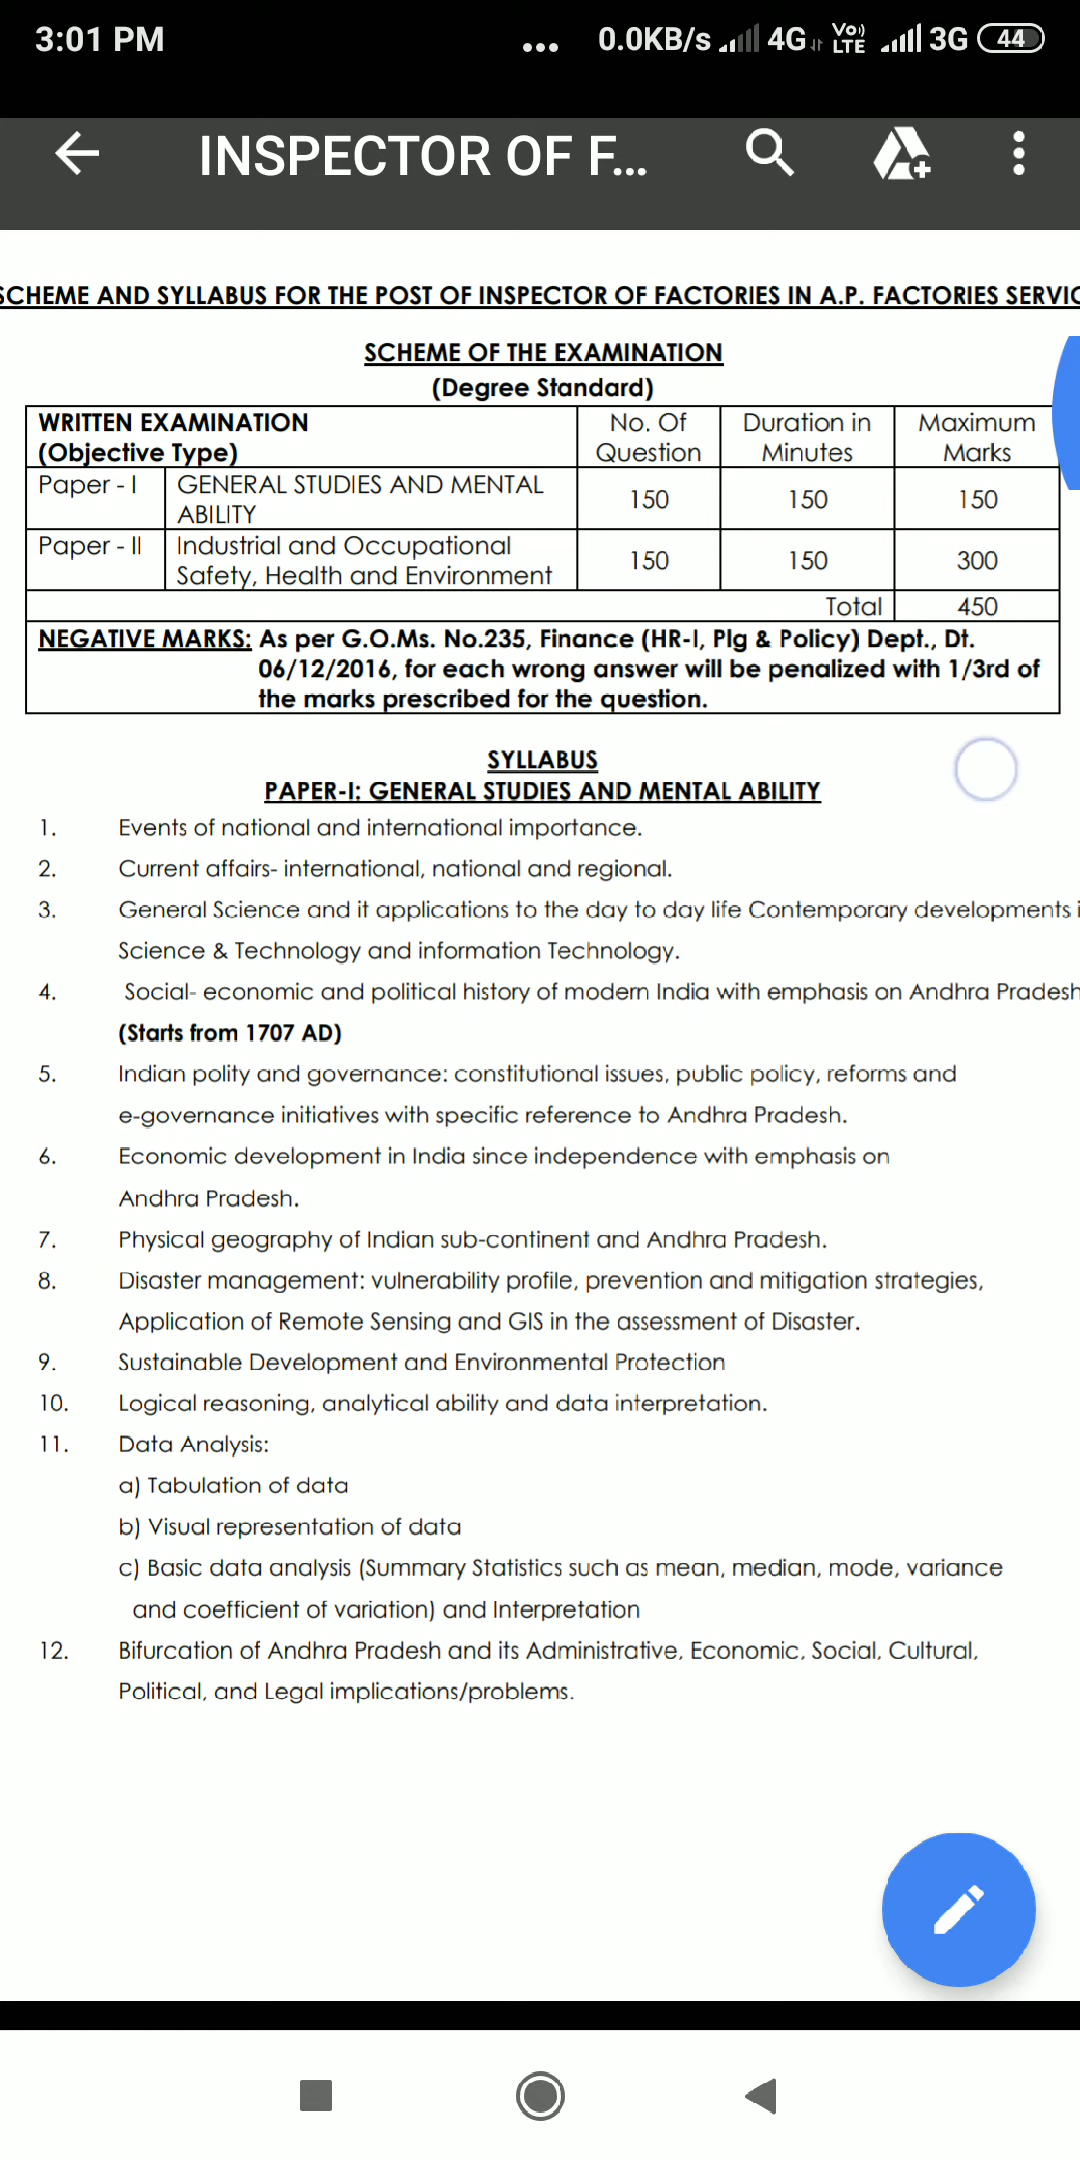 3:01 PM ... 0.0KB/s 4G Vo) LTE 3G 44
INSPECTOR OF F...
SCHEME AND SYLLABUS FOR THE POST OF INSPECTOR OF FACTORIES IN A.P. FACTORIES SERVIC
SCHEME OF THE EXAMINATION
(Degree Standard)
WRITTEN EXAMINATION (Objective Type) No. Of Question Duration in Minutes Maximum Marks
Paper - I GENERAL STUDIES AND MENTAL ABILITY 150 150 150
Paper - II Industrial and Occupational Safety, Health and Environment 150 150 300
Total 450
NEGATIVE MARKS: As per G.O.Ms. No.235, Finance (HR-I, Plg & Policy) Dept., Dt.
06/12/2016, for each wrong answer will be penalized with 1/3rd of
the marks prescribed for the question.
SYLLABUS
PAPER-I: GENERAL STUDIES AND MENTAL ABILITY
1. Events of national and international importance.
2. Current affairs- international, national and regional.
3. General Science and it applications to the day to day life Contemporary developments i
Science & Technology and information Technology.
4. Social- economic and political history of modern India with emphasis on Andhra Pradesh
(Starts from 1707 AD)
5. Indian polity and governance: constitutional issues, public policy, reforms and
e-governance initiatives with specific reference to Andhra Pradesh.
6. Economic development in India since independence with emphasis on
Andhra Pradesh.
7. Physical geography of Indian sub-continent and Andhra Pradesh.
8. Disaster management: vulnerability profile, prevention and mitigation strategies,
Application of Remote Sensing and GIS in the assessment of Disaster.
9. Sustainable Development and Environmental Protection
10. Logical reasoning, analytical ability and data interpretation.
11. Data Analysis:
a) Tabulation of data
b) Visual representation of data
c) Basic data analysis (Summary Statistics such as mean, median, mode, variance
and coefficient of variation) and Interpretation
12. Bifurcation of Andhra Pradesh and its Administrative, Economic, Social, Cultural,
Political, and Legal implications/problems.